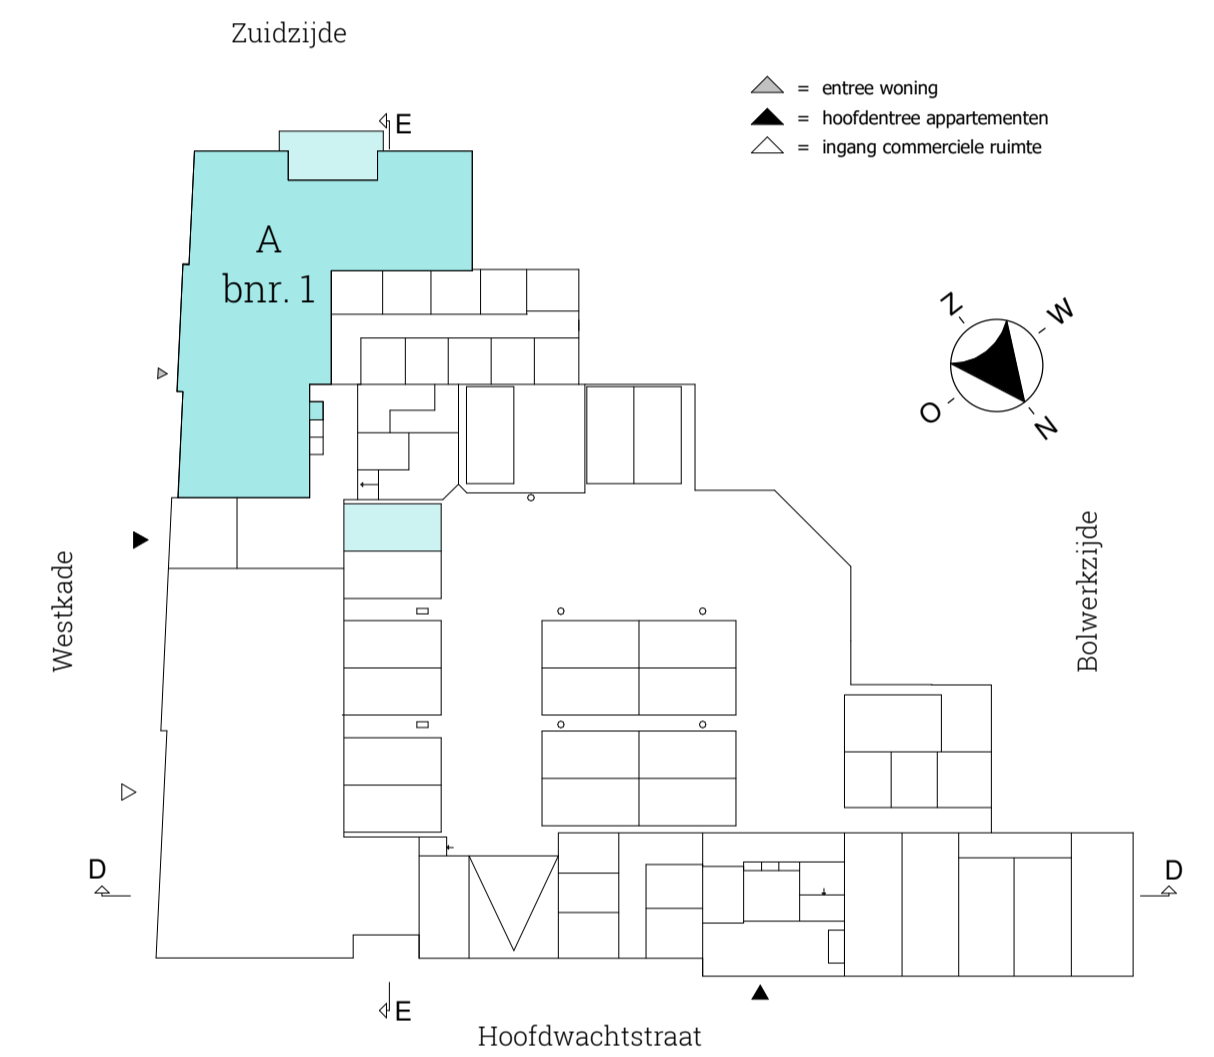 Zuidzijde
= entree woning
= hoofdentree appartementen
= ingang commerciele ruimte
E
A
bnr. 1
Z
W
O
N
Westkade
Bolwerkzijde
D
D
E
Hoofdwachtstraat